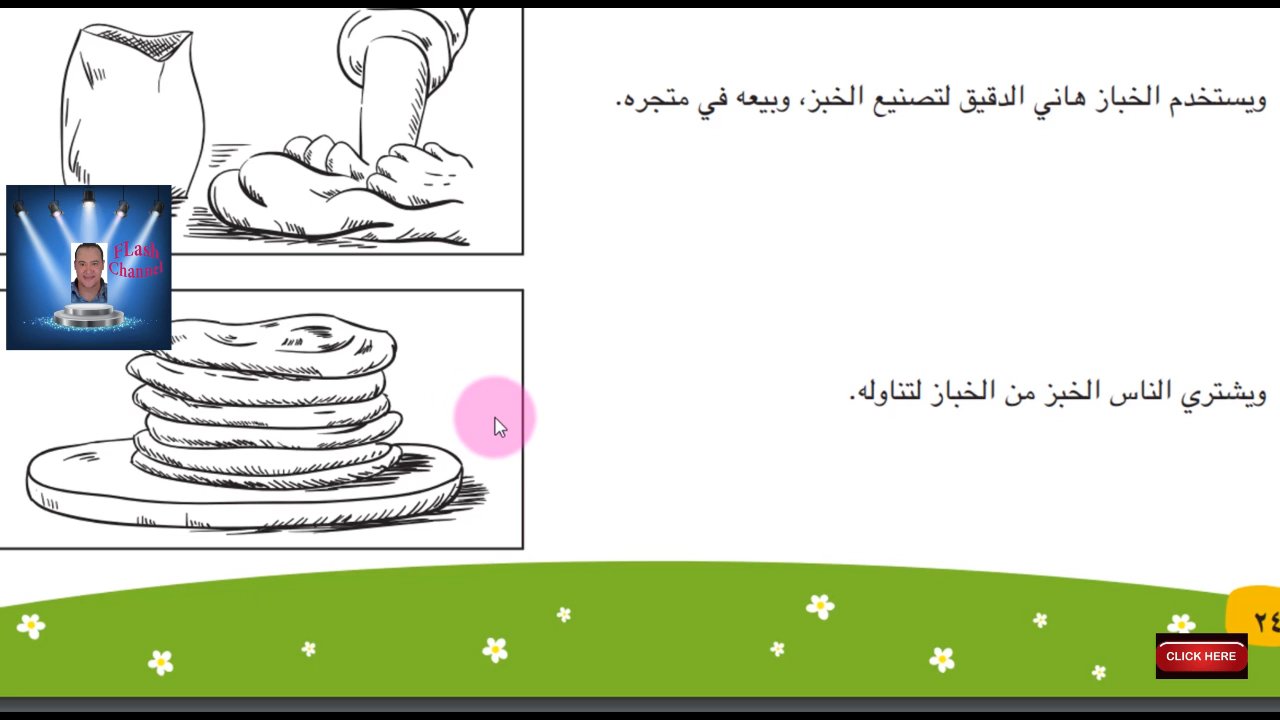 ويستخدم الخباز هاني الدقيق لتصنيع الخبز، وبيعه في متجره.
FLash
Channel
ويشتري الناس الخبز من الخباز لتناوله.
٢٤
CLICK HERE